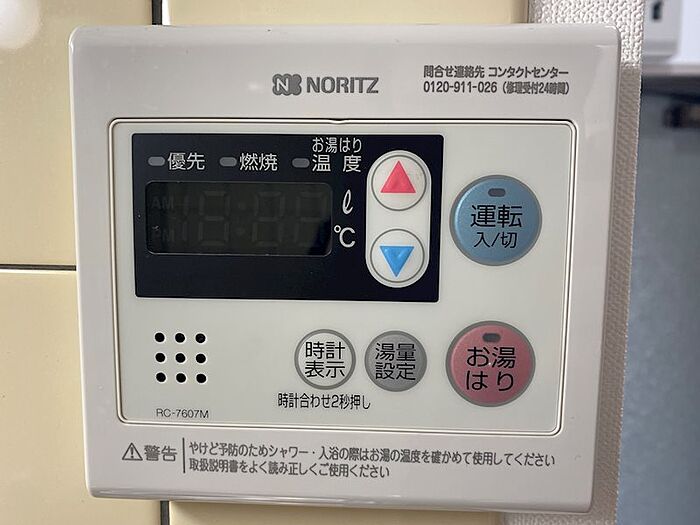 NORITZ
問合せ連絡先 コンタクトセンター
0120-911-026 (修理受付24時間)
お湯はり
優先 燃焼 温度
AM
PM
ℓ
℃
運転
入/切
時計
表示
湯量
設定
お湯
はり
時計合わせ2秒押し
RC-7607M
警告
やけど予防のためシャワー・入浴の際はお湯の温度を確かめて使用してください
取扱説明書をよく読み正しくご使用ください